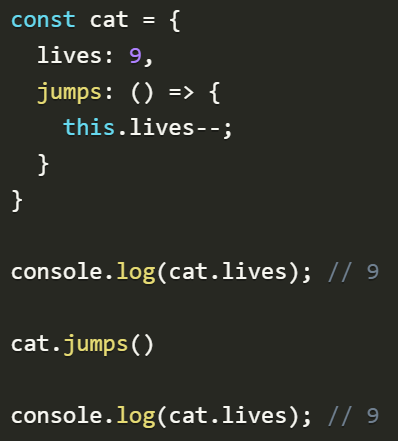 const cat = {
  lives: 9,
  jumps: () => {
    this.lives--;
  }
}
console.log(cat.lives); // 9
cat.jumps()
console.log(cat.lives); // 9